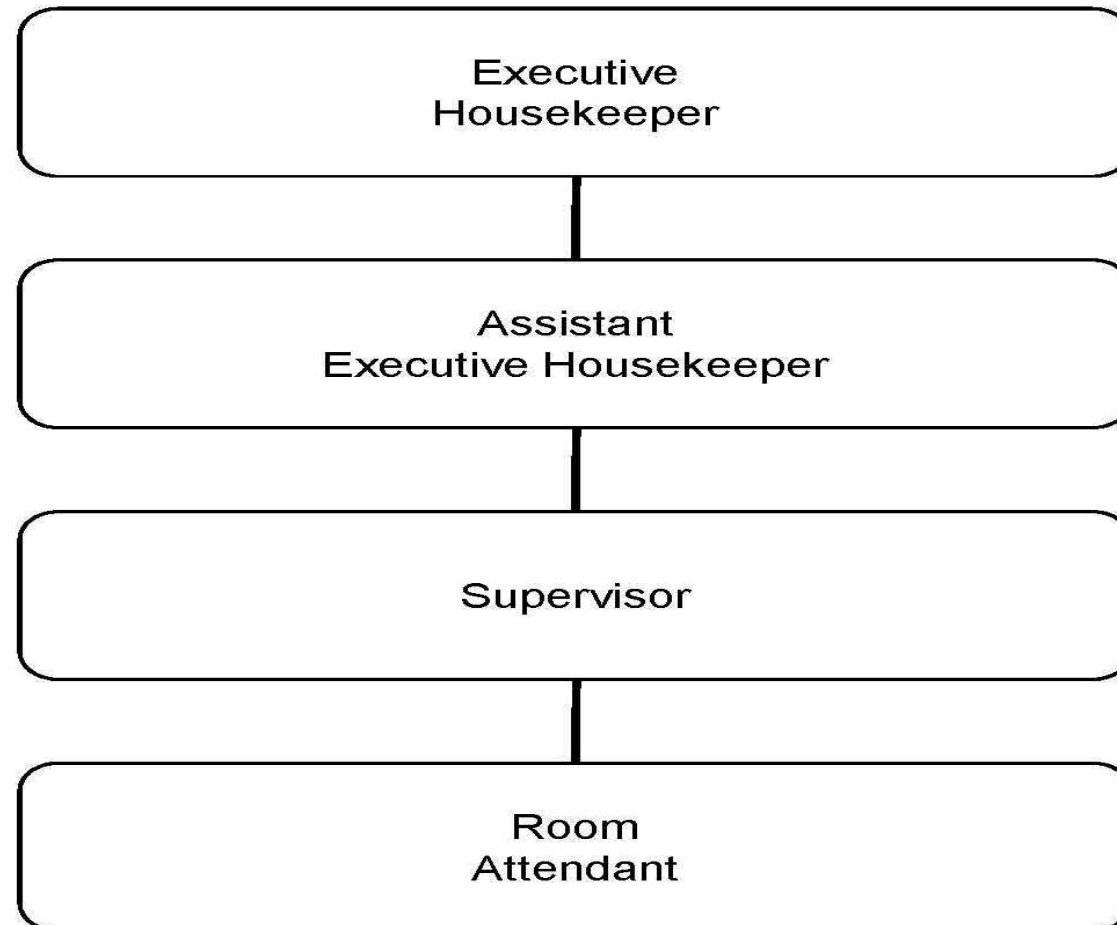 Executive
Housekeeper
Assistant
Executive Housekeeper
Supervisor
Room
Attendant